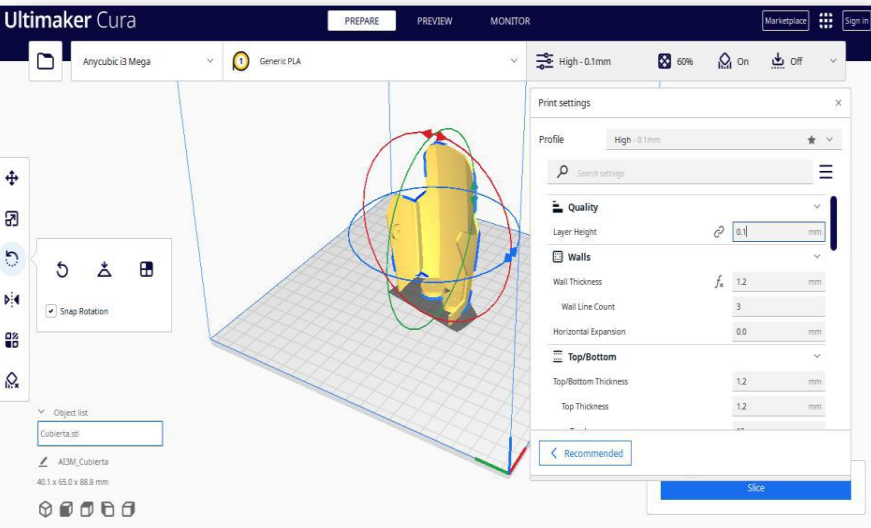 Ultimaker Cura
PREPARE
PREVIEW
MONITOR
Marketplace
Sign in
Anycubic i3 Mega
1
Generic PLA
High - 0.1mm
60%
On
Off
Print settings
Profile
High - 0.1mm
Search settings
Quality
Layer Height
0.1
mm
Walls
Wall Thickness
1.2
mm
Wall Line Count
3
Horizontal Expansion
0.0
mm
Top/Bottom
Top/Bottom Thickness
1.2
mm
Top Thickness
1.2
mm
Recommended
Slice
Snap Rotation
Object list
Cubierta.stl
AI3M_Cubierta
40.1 x 65.0 x 88.8 mm